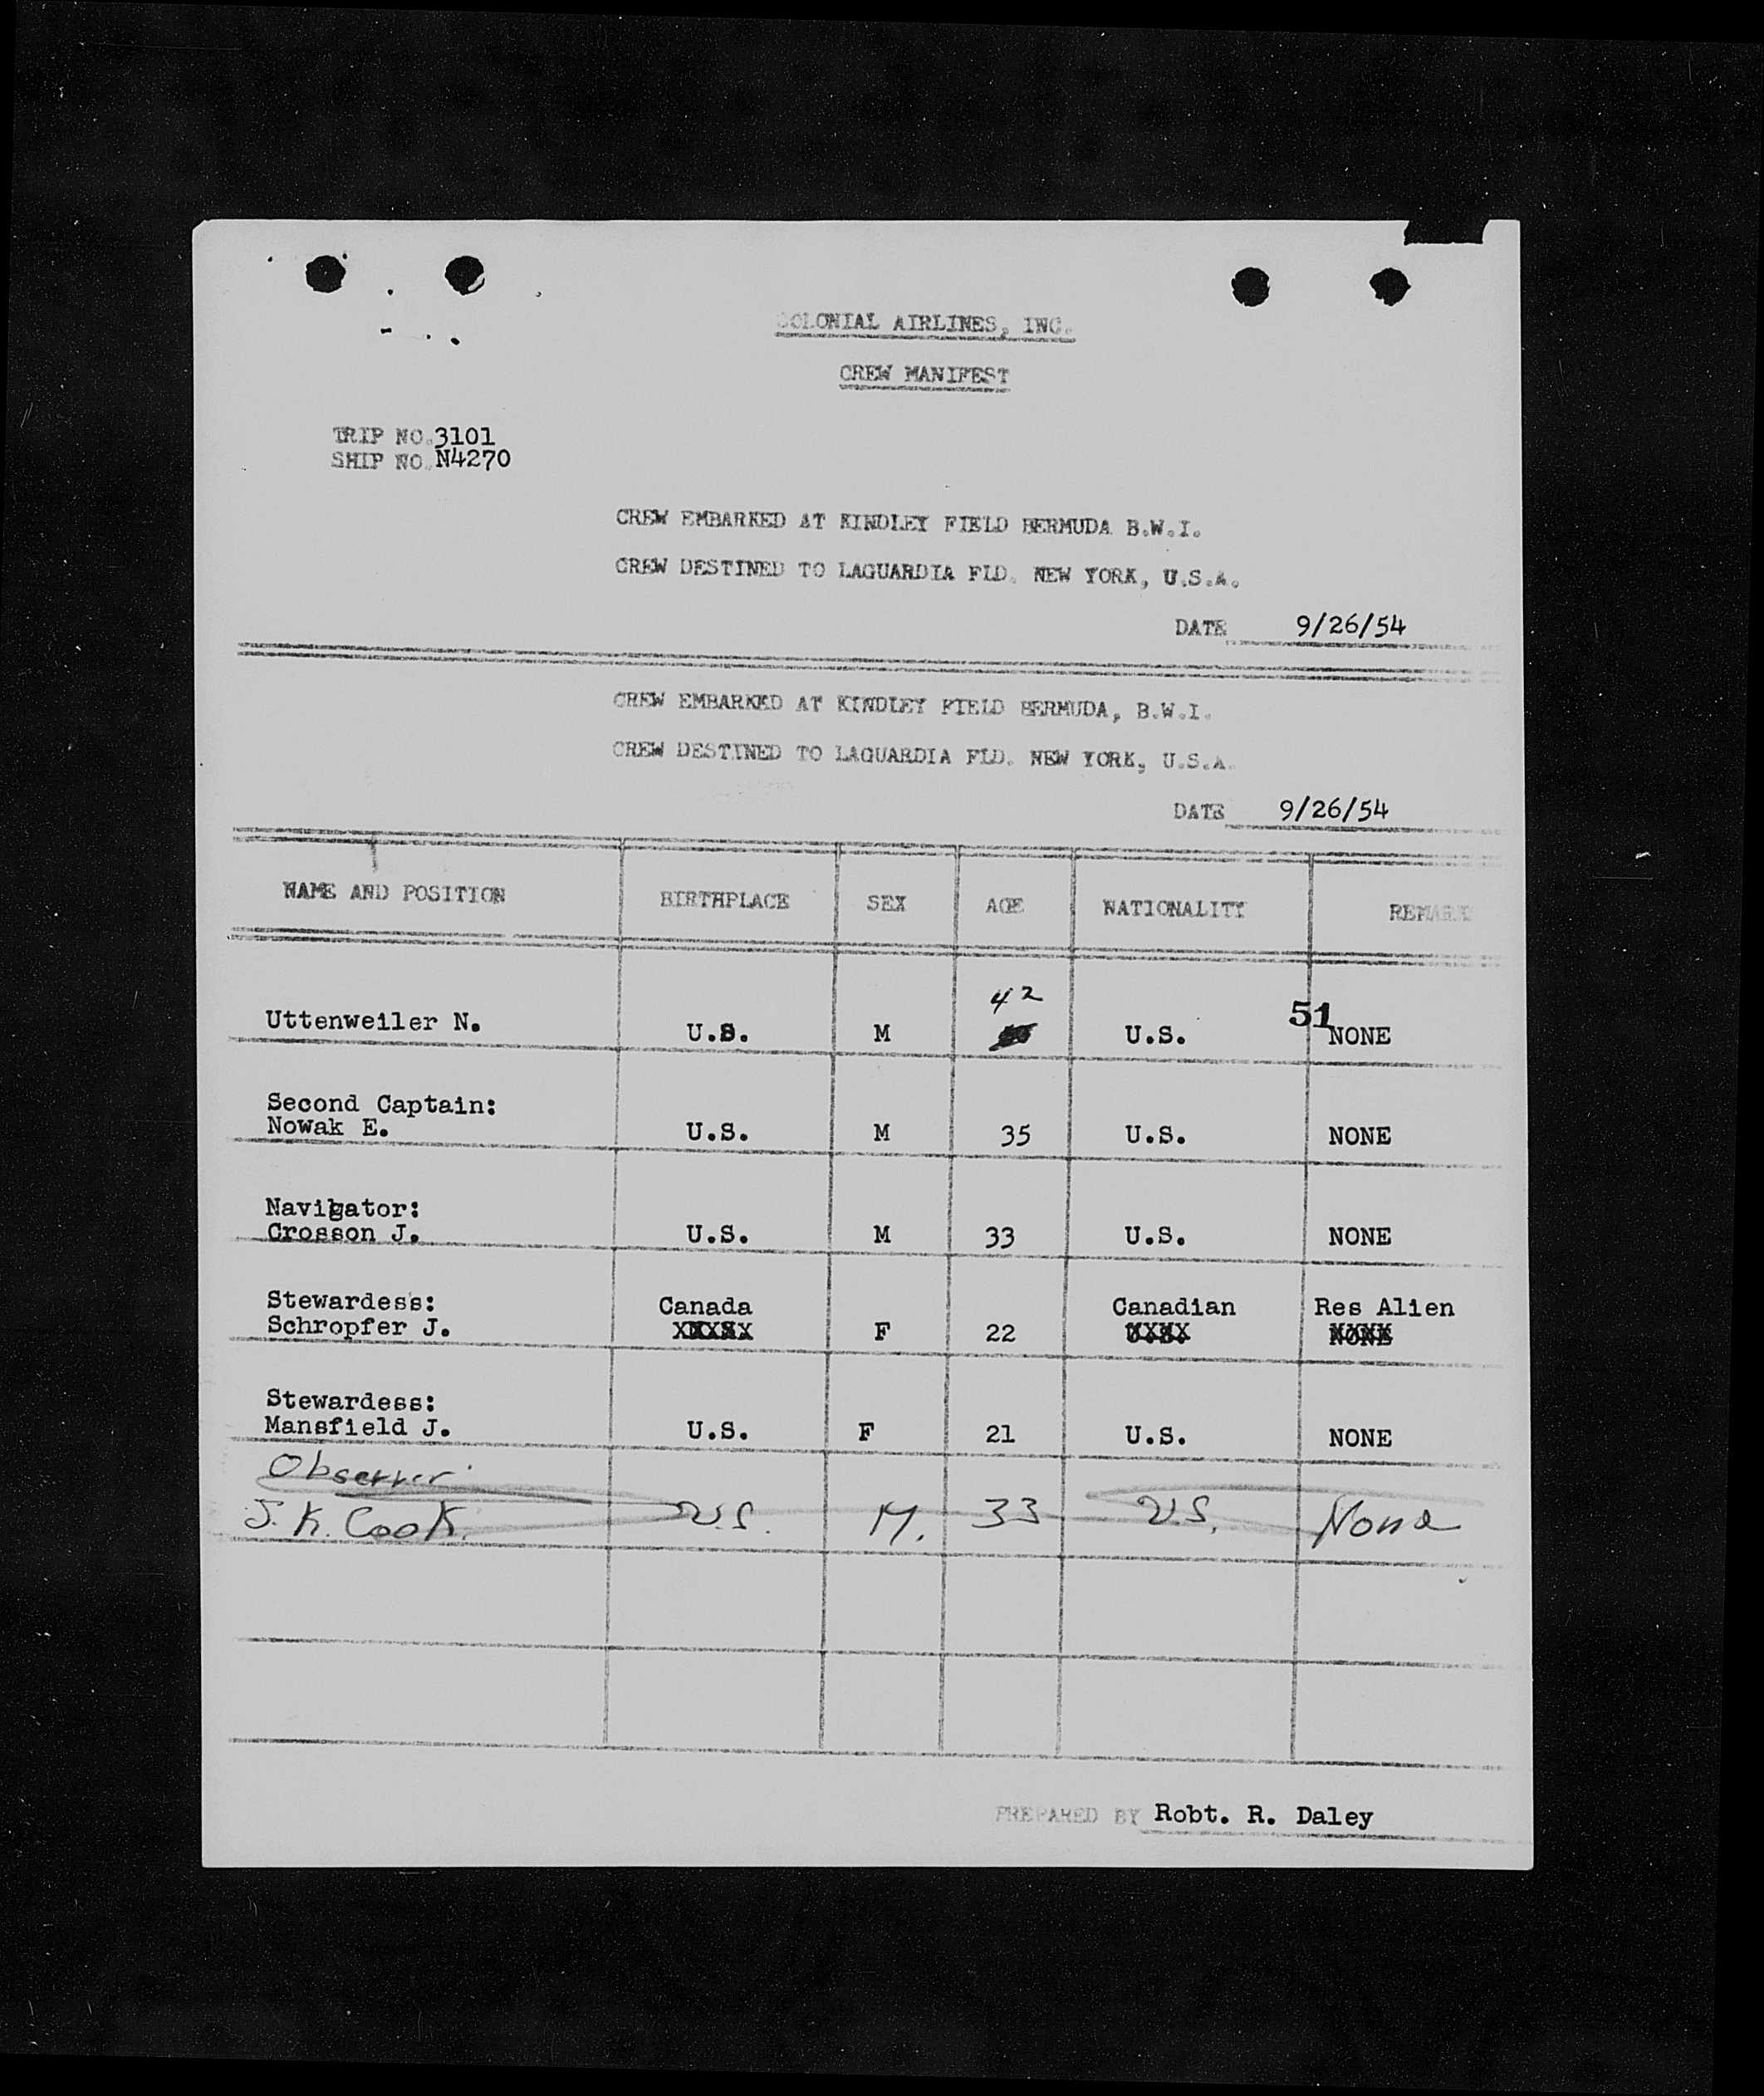 COLONIAL AIRLINES, INC.
CREW MANIFEST
TRIP NO. 3101
SHIP NO. N4270
CREW EMBARKED AT KINDLEY FIELD BERMUDA B.W.I.
CREW DESTINED TO LAGUARDIA FLD. NEW YORK, U.S.A.
DATE 9/26/54
CREW EMBARKED AT KINDLEY FIELD BERMUDA, B.W.I.
CREW DESTINED TO LAGUARDIA FLD. NEW YORK, U.S.A.
DATE 9/26/54
NAME AND POSITION BIRTHPLACE SEX AGE NATIONALITY REMARKS
42
51
Uttenweiler N. U.S. M U.S. NONE
Second Captain:
Nowak E. U.S. M 35 U.S. NONE
Navigator:
Crosson J. U.S. M 33 U.S. NONE
Stewardess: Canada Canadian Res Alien
Schropfer J. F 22
Stewardess:
Mansfield J. U.S. F 21 U.S. NONE
Observer
J. K. Cook. U.S. M. 33 U.S. None
PREPARED BY Robt. R. Daley